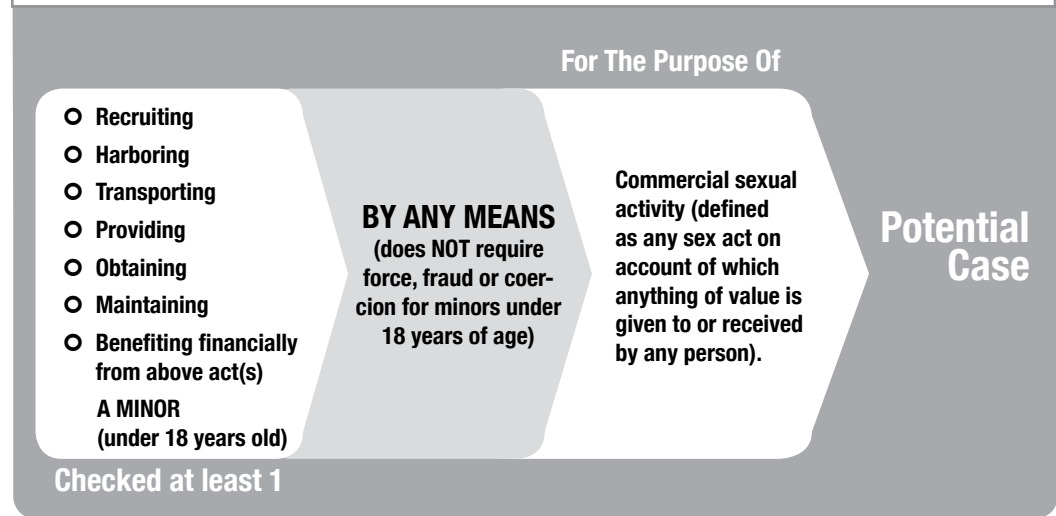 For The Purpose Of
Recruiting
Harboring
Transporting
Providing
Obtaining
Maintaining
Benefiting financially
from above act(s)
A MINOR
(under 18 years old)
Checked at least 1
BY ANY MEANS
(does NOT require
force, fraud or coer-
cion for minors under
18 years of age)
Commercial sexual
activity (defined
as any sex act on
account of which
anything of value is
given to or received
by any person).
Potential
Case